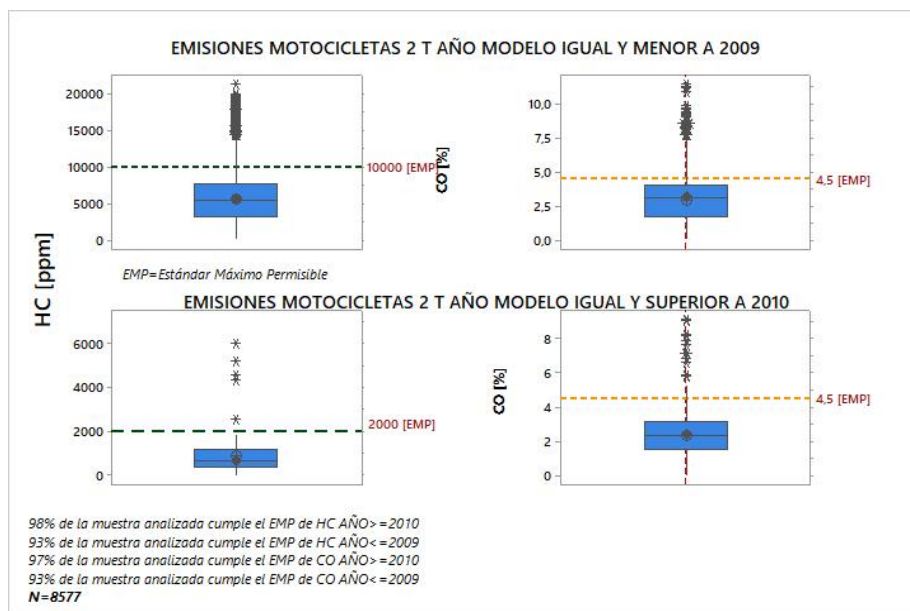 EMISIONES MOTOCICLETAS 2 T AÑO MODELO IGUAL Y MENOR A 2009
20000
15000
10000
5000
0
10000 [EMP]
CO [%]
10,0
7,5
5,0
2,5
0,0
4,5 [EMP]
HC [ppm]
EMP=Estándar Máximo Permisible
EMISIONES MOTOCICLETAS 2 T AÑO MODELO IGUAL Y SUPERIOR A 2010
6000
4000
2000
0
2000 [EMP]
CO [%]
8
6
4
2
0
4,5 [EMP]
98% de la muestra analizada cumple el EMP de HC AÑO>=2010
93% de la muestra analizada cumple el EMP de HC AÑO<=2009
97% de la muestra analizada cumple el EMP de CO AÑO>=2010
93% de la muestra analizada cumple el EMP de CO AÑO<=2009
N=8577